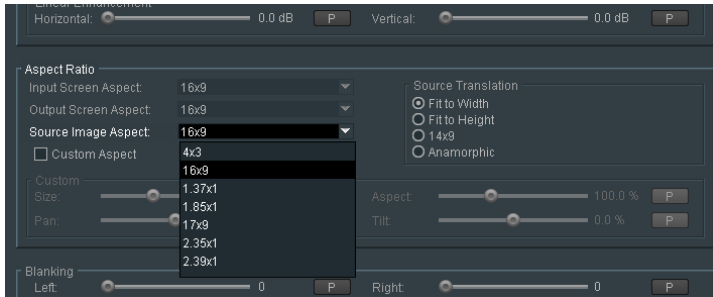 Linear Enhancement
Horizontal: 0.0 dB P Vertical: 0.0 dB P
Aspect Ratio
Input Screen Aspect: 16x9
Output Screen Aspect: 16x9
Source Image Aspect: 16x9
Custom Aspect
4x3
16x9
1.37x1
1.85x1
17x9
2.35x1
2.39x1
Source Translation
Fit to Width
Fit to Height
14x9
Anamorphic
Custom
Size: Aspect: 100.0 % P
Pan: Tilt: 0.0 % P
Blanking
Left: 0 P Right: 0 P